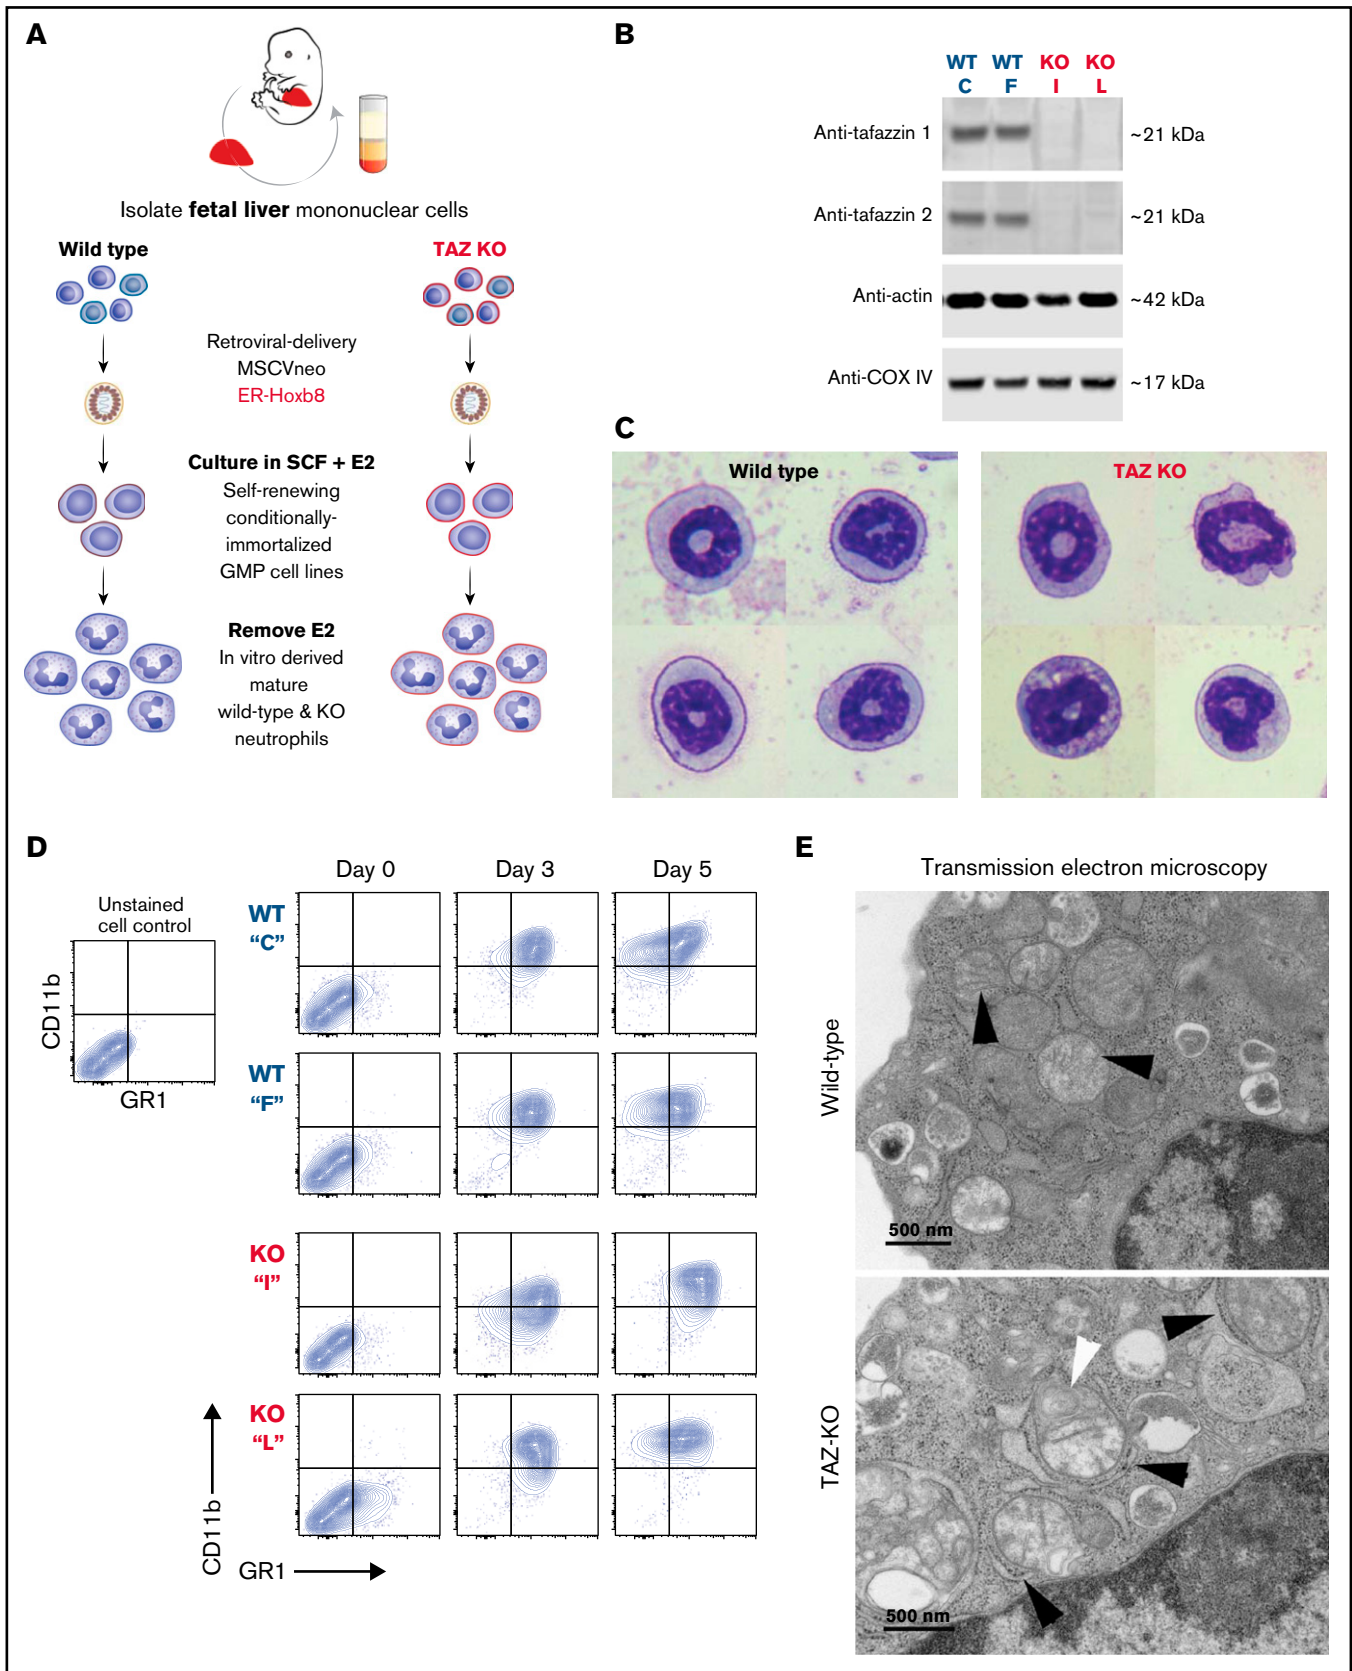 A
Isolate fetal liver mononuclear cells
Wild type
TAZ KO
Retroviral-delivery
MSCVneo
ER-Hoxb8
Culture in SCF + E2
Self-renewing
conditionally-
immortalized
GMP cell lines
Remove E2
In vitro derived
mature
wild-type & KO
neutrophils
B
WT WT KO KO
C F I L
Anti-tafazzin 1 ~21 kDa
Anti-tafazzin 2 ~21 kDa
Anti-actin ~42 kDa
Anti-COX IV ~17 kDa
C
Wild type
TAZ KO
D
Unstained
cell control
CD11b
GR1
Day 0 Day 3 Day 5
WT
“C”
WT
“F”
KO
“I”
KO
“L”
CD11b
GR1
E
Transmission electron microscopy
Wild-type
500 nm
TAZ-KO
500 nm